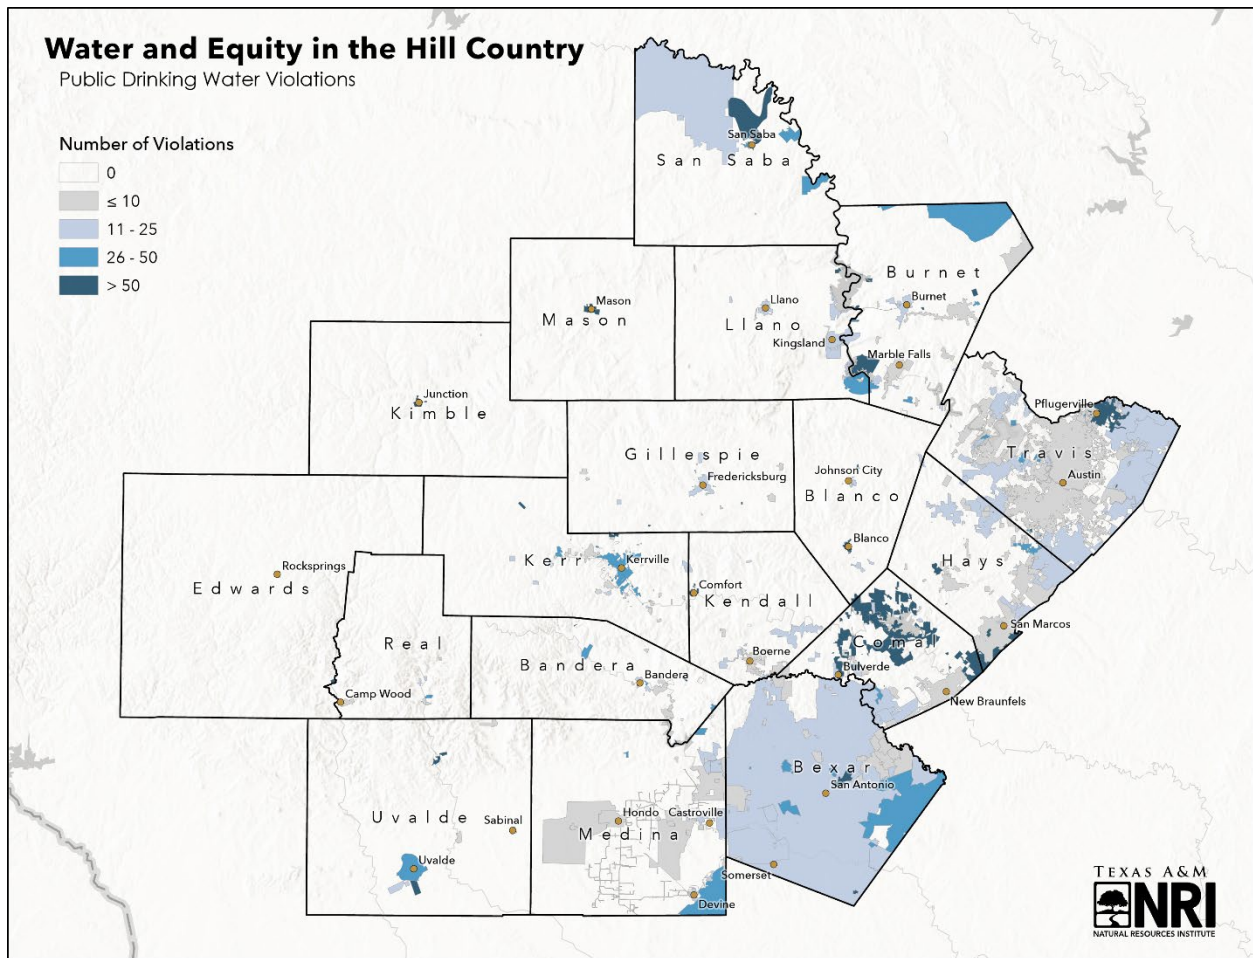 Water and Equity in the Hill Country
Public Drinking Water Violations
Number of Violations
0
≤ 10
11 - 25
26 - 50
> 50
San Saba
San Saba
Burnet
Burnet
Mason
Mason
Llano
Llano
Kingsland
Marble Falls
Junction
Kimble
Pflugerville
Travis
Austin
Gillespie
Fredericksburg
Johnson City
Blanco
Blanco
Hays
Rocksprings
Edwards
Kerr
Kerrville
Comfort
Kendall
San Marcos
Comal
Real
Bandera
Bandera
Boerne
Bulverde
Camp Wood
New Braunfels
Bexar
San Antonio
Uvalde
Sabinal
Hondo
Castroville
Medina
Uvalde
Somerset
Devine
TEXAS A&M
NRI
NATURAL RESOURCES INSTITUTE